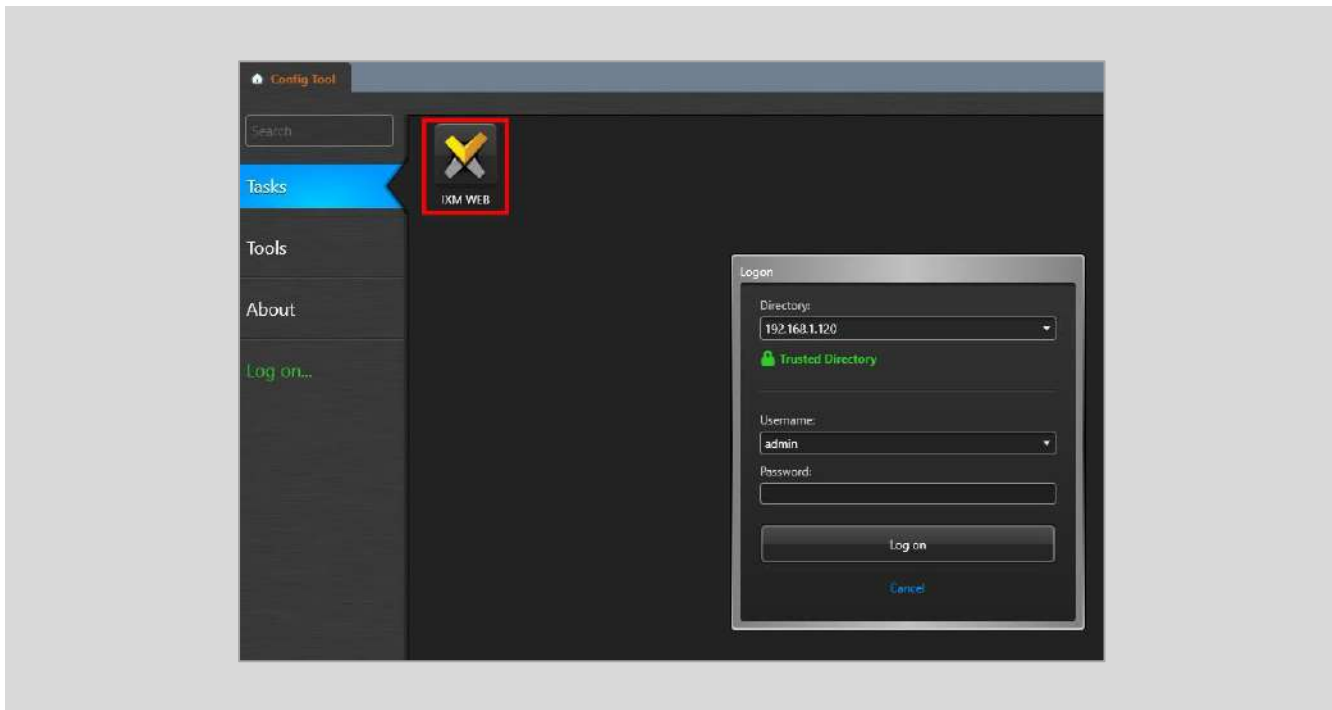 Config Tool
Search
Tasks
IXM WEB
Tools
About
Log on...
Logon
Directory:
192.168.1.120
Trusted Directory
Username:
admin
Password:
Log on
Cancel